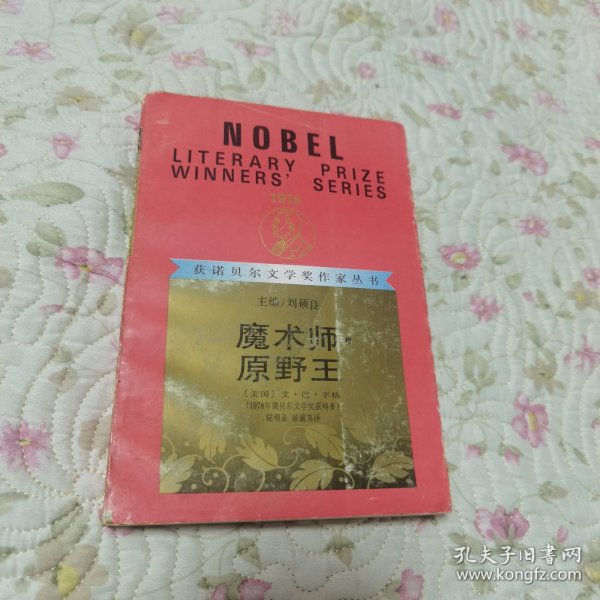 NOBEL
LITERARY PRIZE
WINNERS' SERIES
1978
获诺贝尔文学奖作家丛书
主编/刘硕良
魔术师·
原野王
[美国] 艾·巴·辛格
(1978年诺贝尔文学奖获得者)
等译
孔夫子旧书网
www.kongfz.com